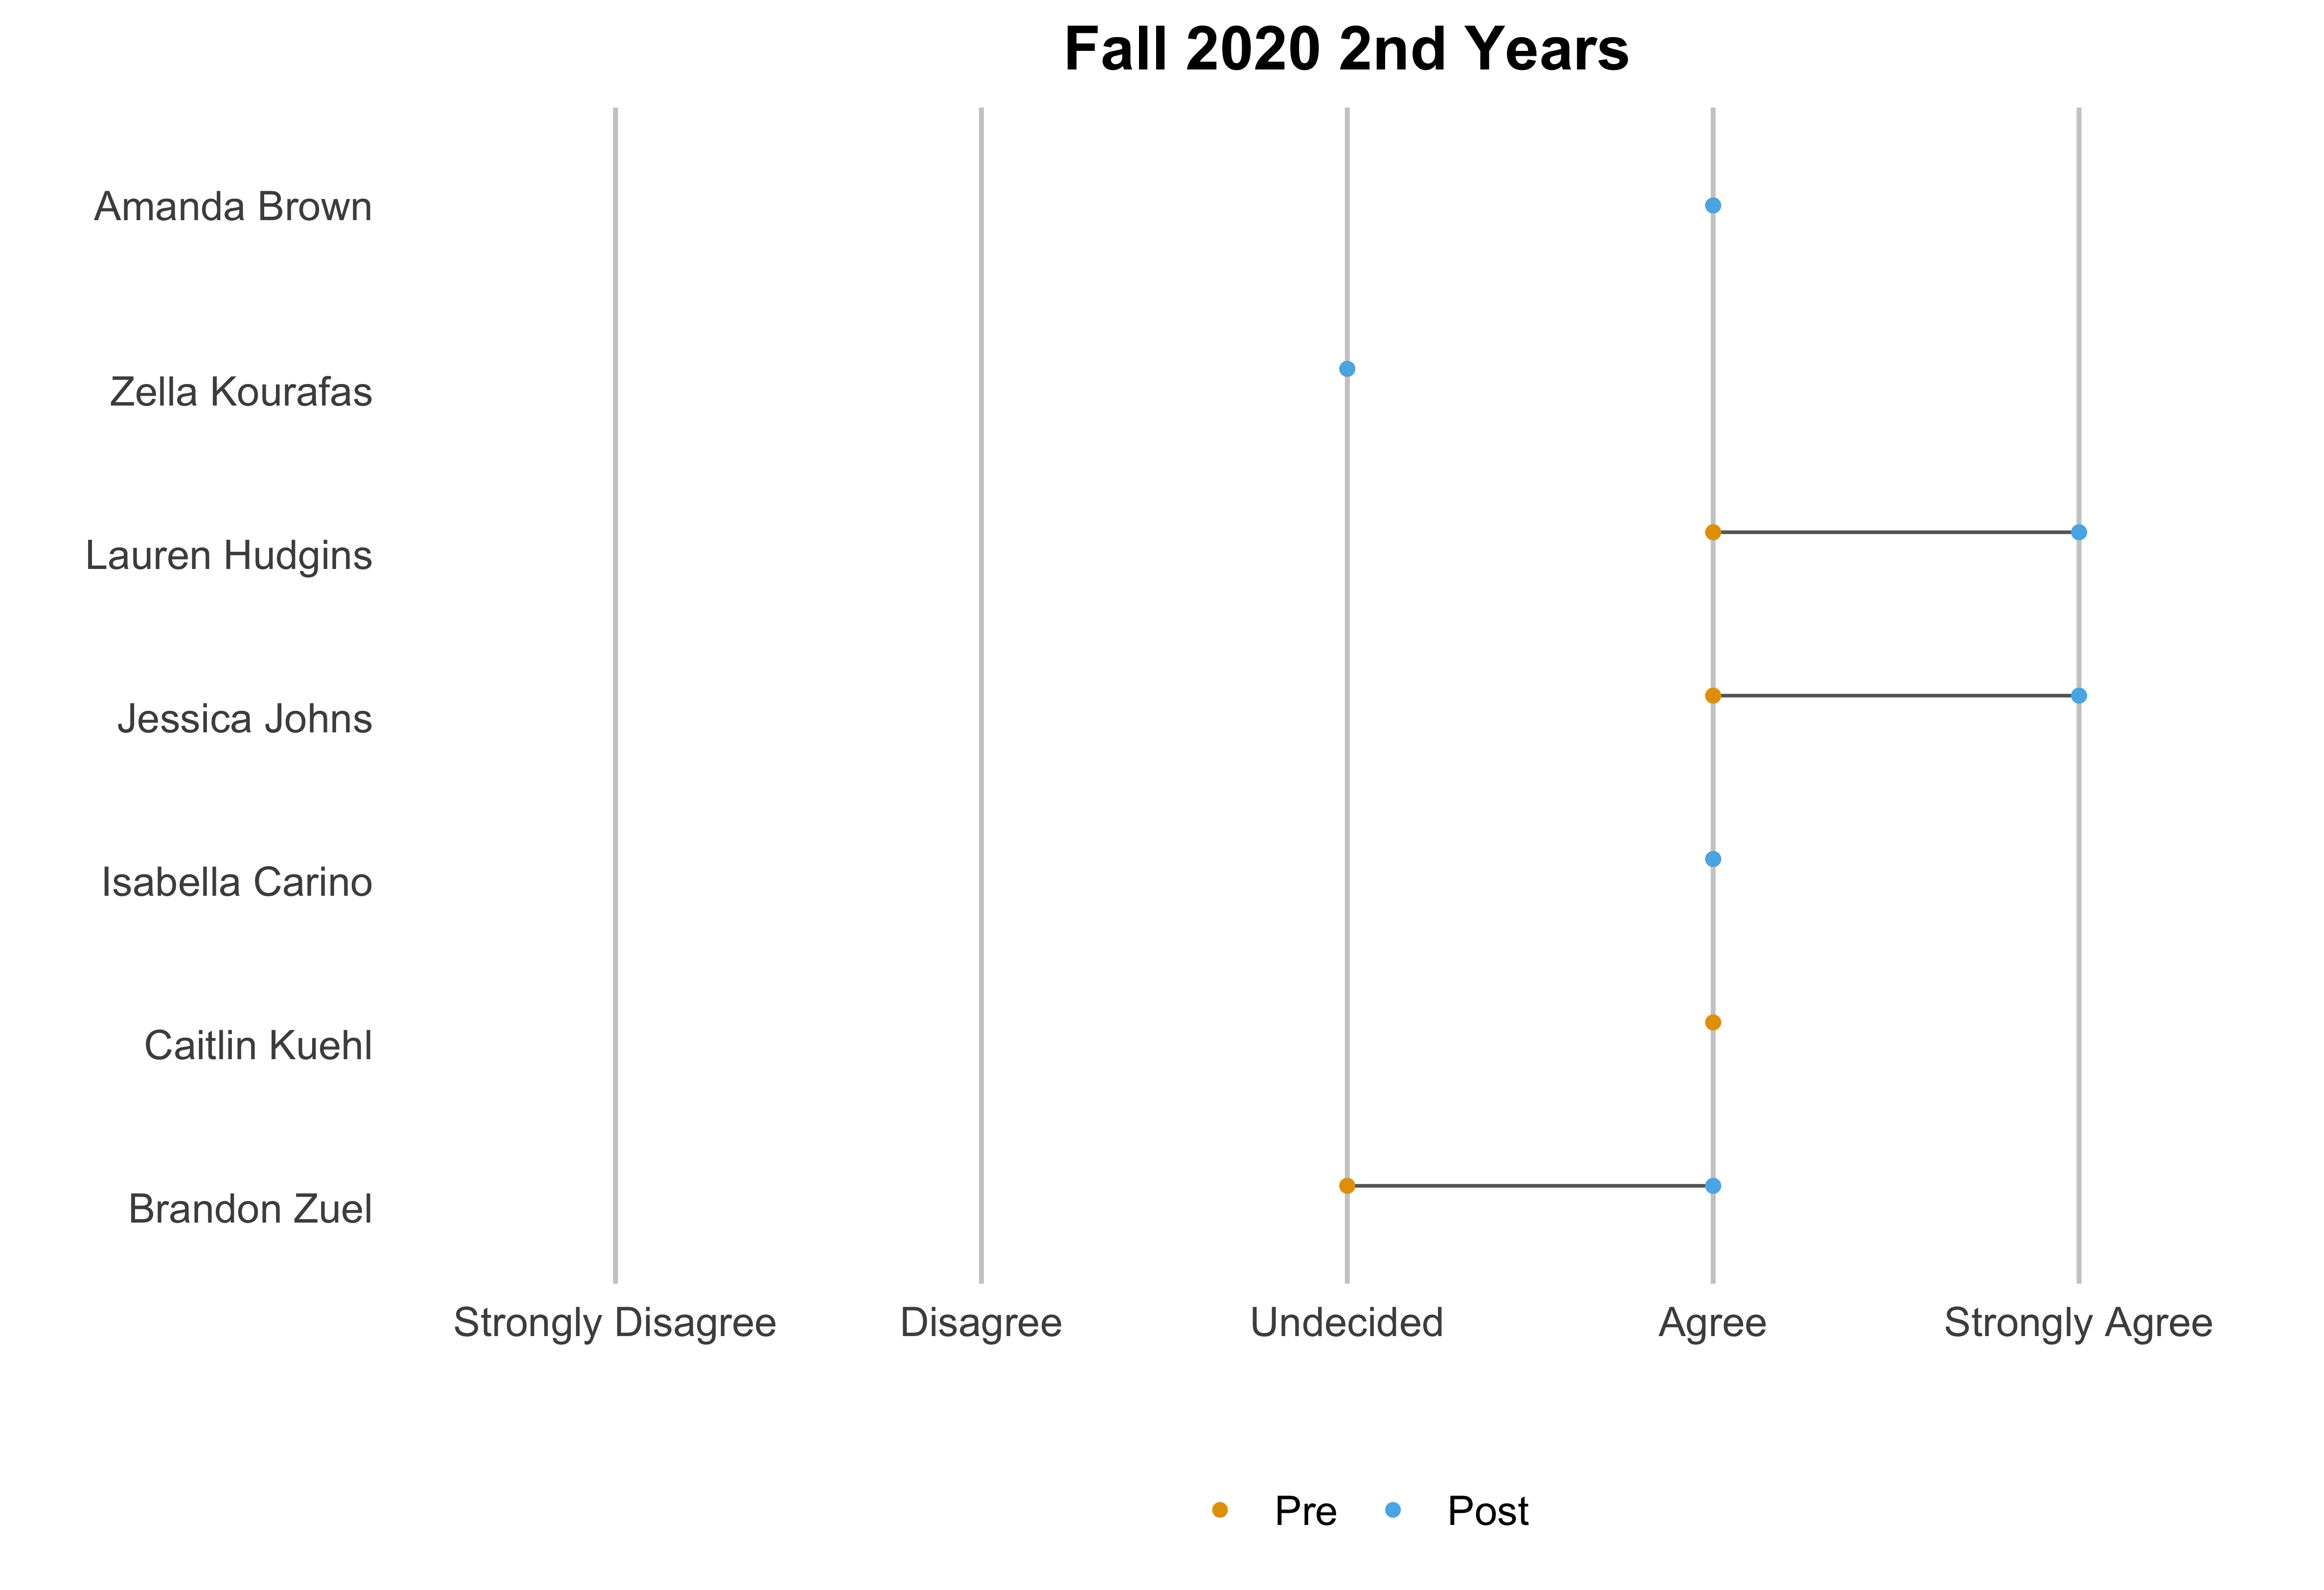 Fall 2020 2nd Years
Amanda Brown
Zella Kourafas
Lauren Hudgins
Jessica Johns
Isabella Carino
Caitlin Kuehl
Brandon Zuel
Strongly Disagree Disagree Undecided Agree Strongly Agree
Pre Post